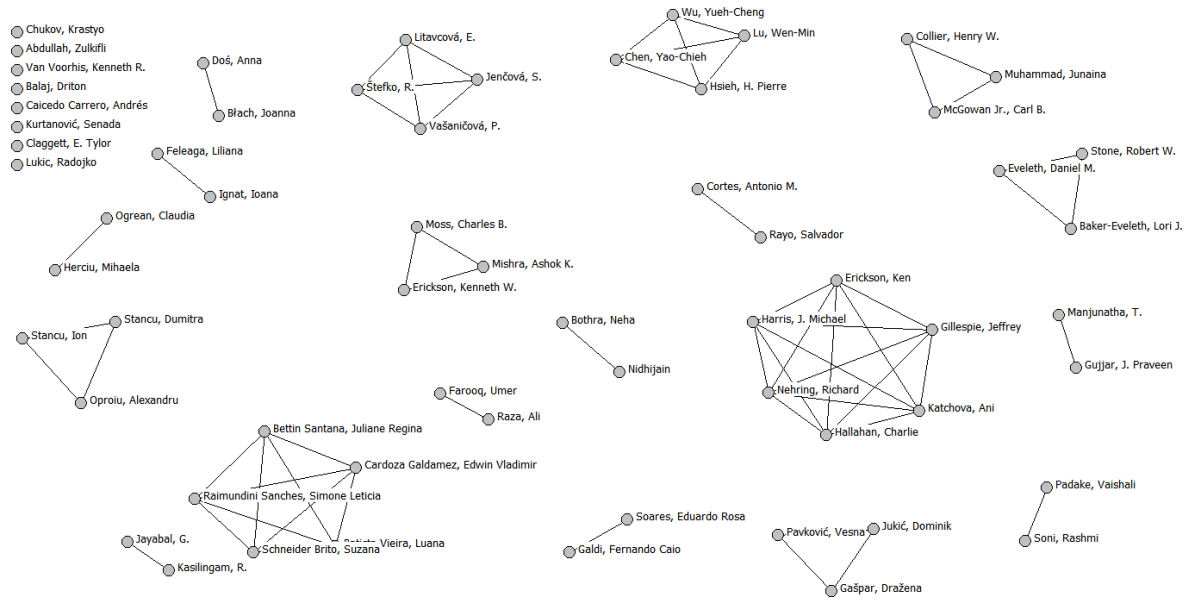 Chukov, Krastyo
Abdullah, Zulkifli
Van Voorhis, Kenneth R.
Balaj, Driton
Caicedo Carrero, Andrés
Kurtanović, Senada
Claggett, E. Tylor
Lukic, Radojko
Doś, Anna
Błach, Joanna
Litavcová, E.
Jenčová, S.
Štefko, R.
Vašaničová, P.
Wu, Yueh-Cheng
Lu, Wen-Min
Chen, Yao-Chieh
Hsieh, H. Pierre
Collier, Henry W.
Muhammad, Junaina
McGowan Jr., Carl B.
Feleaga, Liliana
Ignat, Ioana
Stone, Robert W.
Eveleth, Daniel M.
Baker-Eveleth, Lori J.
Cortes, Antonio M.
Rayo, Salvador
Ogrean, Claudia
Herciu, Mihaela
Moss, Charles B.
Mishra, Ashok K.
Erickson, Kenneth W.
Erickson, Ken
Harris, J. Michael
Gillespie, Jeffrey
Nehring, Richard
Katchova, Ani
Hallahan, Charlie
Manjunatha, T.
Gujjar, J. Praveen
Stancu, Dumitra
Stancu, Ion
Oproiu, Alexandru
Bothra, Neha
Nidhijain
Farooq, Umer
Raza, Ali
Bettin Santana, Juliane Regina
Cardoza Galdamez, Edwin Vladimir
Raimundini Sanches, Simone Leticia
Vieira, Luana
Schneider Brito, Suzana
Jayabal, G.
Kasilingam, R.
Soares, Eduardo Rosa
Galdi, Fernando Caio
Pavković, Vesna
Jukić, Dominik
Gašpar, Dražena
Padake, Vaishali
Soni, Rashmi